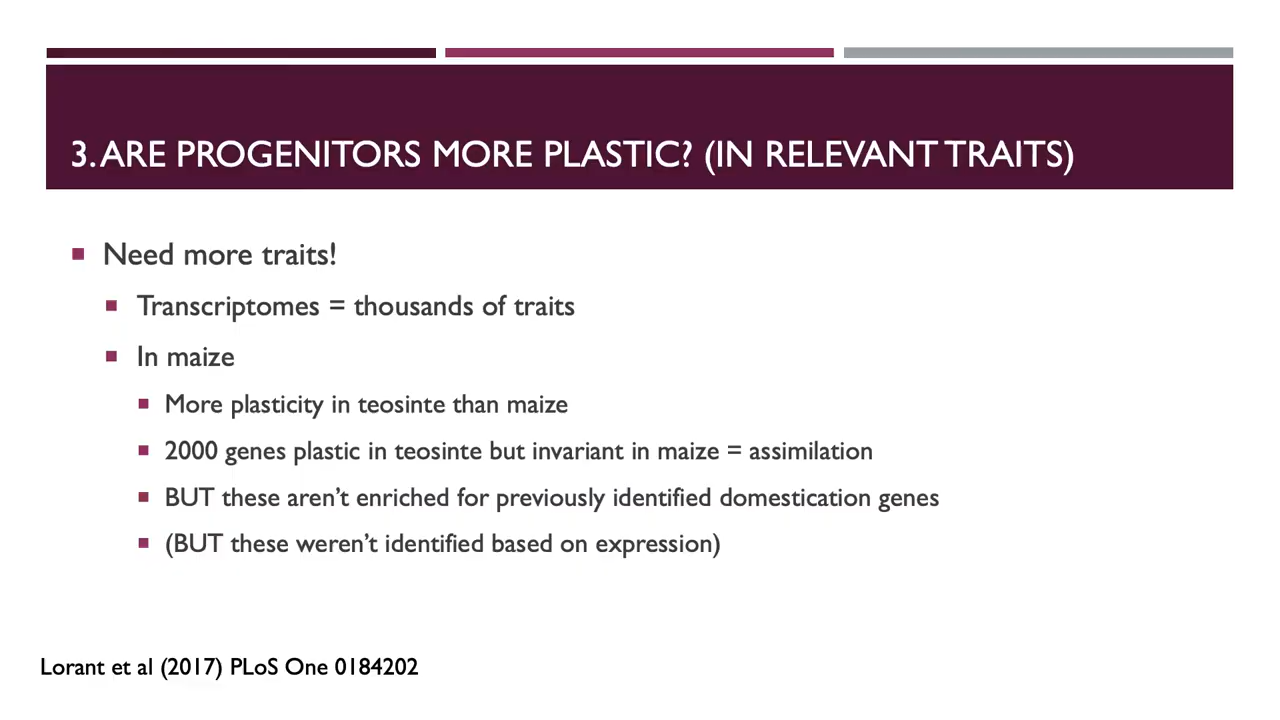 3. ARE PROGENITORS MORE PLASTIC? (IN RELEVANT TRAITS)
Need more traits!
Transcriptomes = thousands of traits
In maize
More plasticity in teosinte than maize
2000 genes plastic in teosinte but invariant in maize = assimilation
BUT these aren’t enriched for previously identified domestication genes
(BUT these weren’t identified based on expression)
Lorant et al (2017) PLoS One 0184202